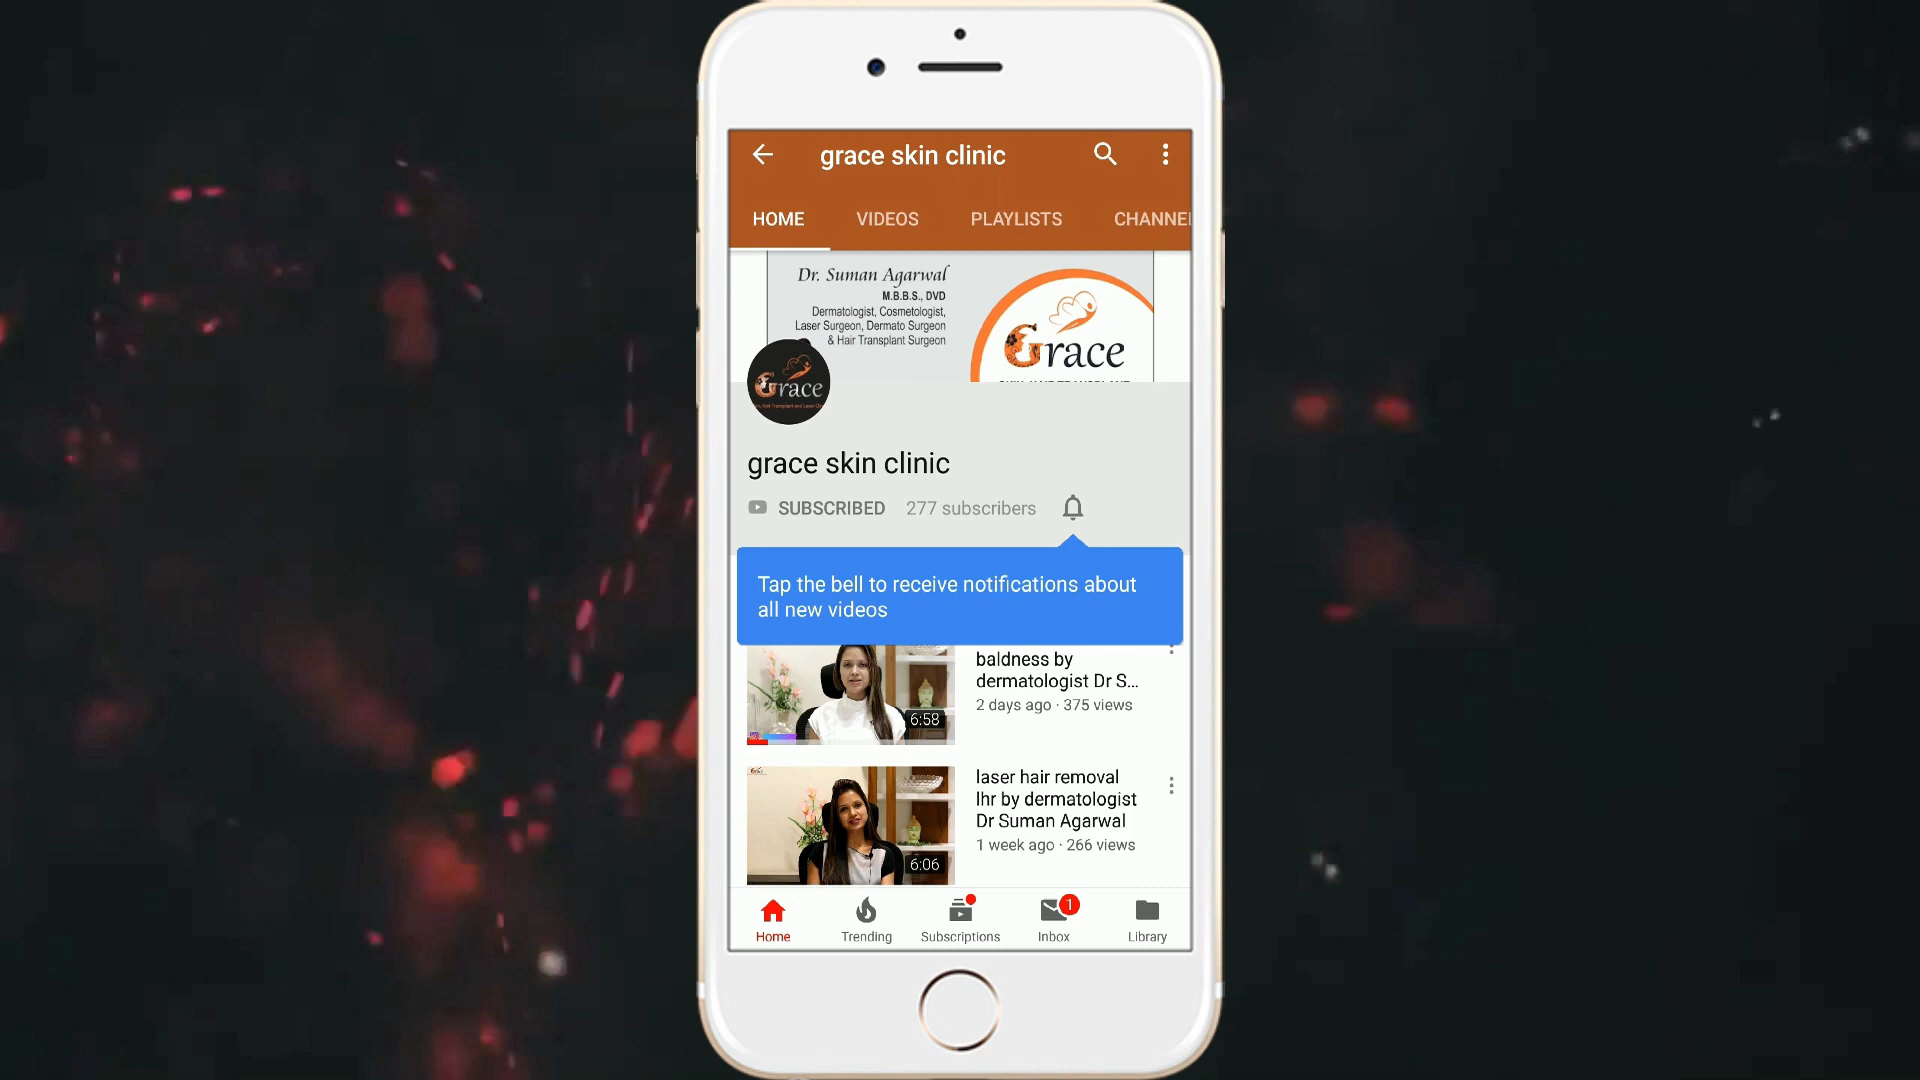 grace skin clinic
HOME VIDEOS PLAYLISTS CHANNEL
Dr. Suman Agarwal
M.B.B.S., DVD
Dermatologist, Cosmetologist,
Laser Surgeon, Dermato Surgeon
& Hair Transplant Surgeon
Grace
Grace
grace skin clinic
SUBSCRIBED 277 subscribers
Tap the bell to receive notifications about
all new videos
baldness by
dermatologist Dr S...
2 days ago · 375 views
6:58
laser hair removal
lhr by dermatologist
Dr Suman Agarwal
1 week ago · 266 views
6:06
1
Home Trending Subscriptions Inbox Library